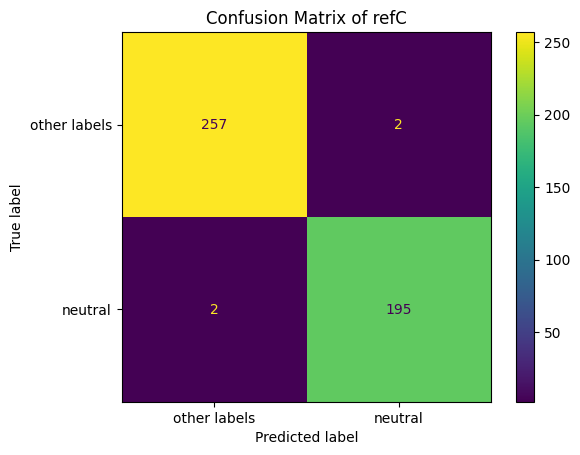 Confusion Matrix of refC
other labels
neutral
True label
257
2
2
195
other labels
neutral
Predicted label
250
200
150
100
50